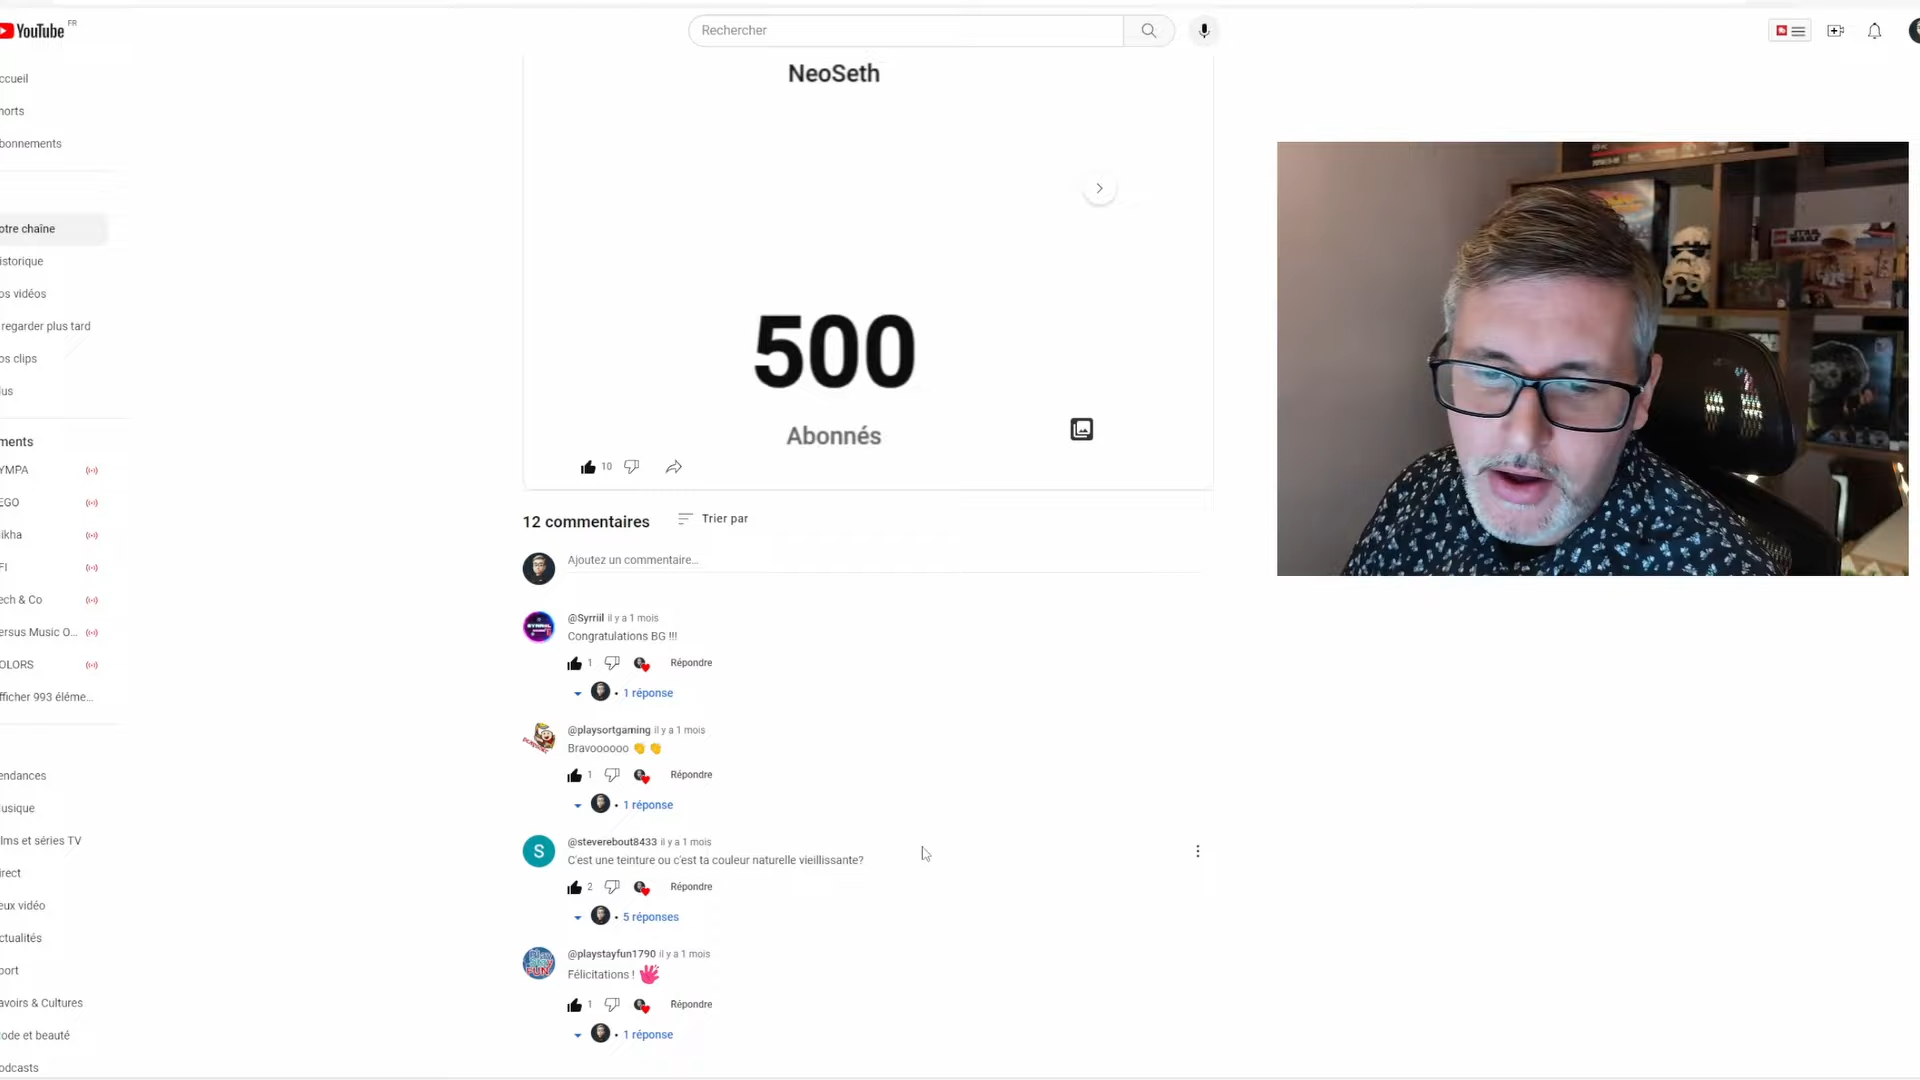 YouTube FR
Rechercher
ccueil
horts
bonnements
otre chaîne
istorique
os vidéos
regarder plus tard
os clips
lus
ments
YMPA
EGO
ikha
FI
ech & Co
ersus Music O...
OLORS
fficher 993 éléme...
endances
usique
lms et séries TV
irect
eux vidéo
ctualités
port
avoirs & Cultures
ode et beauté
odcasts
NeoSeth
500
Abonnés
10
12 commentaires
Trier par
Ajoutez un commentaire...
@Syrriil il y a 1 mois
Congratulations BG !!!
1 Répondre
• 1 réponse
@playsortgaming il y a 1 mois
Bravoooooo 👏 👏
1 Répondre
• 1 réponse
S
@steverebout8433 il y a 1 mois
C'est une teinture ou c'est ta couleur naturelle vieillissante?
2 Répondre
• 5 réponses
@playstayfun1790 il y a 1 mois
Félicitations !
1 Répondre
• 1 réponse
STAR WARS